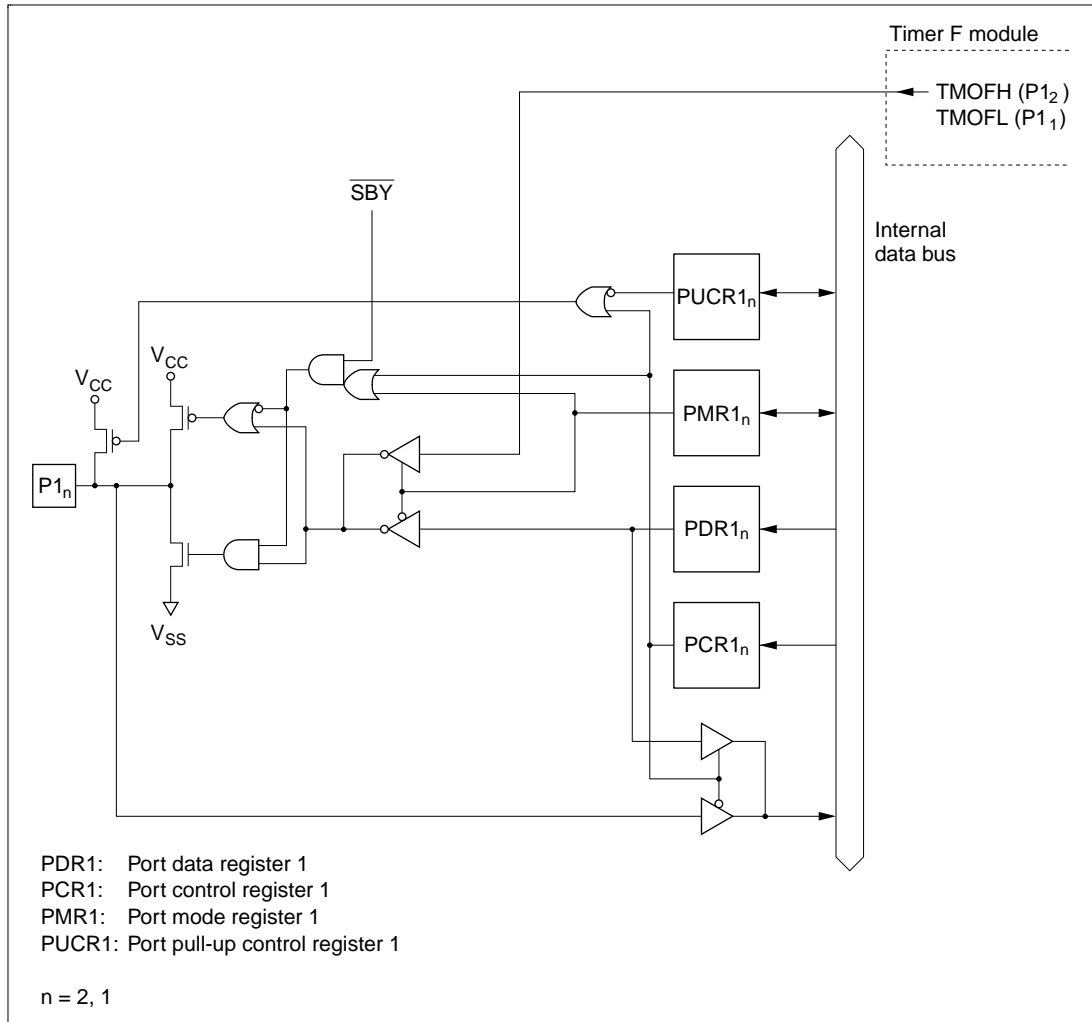 Timer F module
TMOFH (P1₂)
TMOFL (P1₁)
SBY
Internal
data bus
PUCR1ₙ
V_CC
V_CC
PMR1ₙ
P1ₙ
PDR1ₙ
V_SS
PCR1ₙ
PDR1: Port data register 1
PCR1: Port control register 1
PMR1: Port mode register 1
PUCR1: Port pull-up control register 1
n = 2, 1